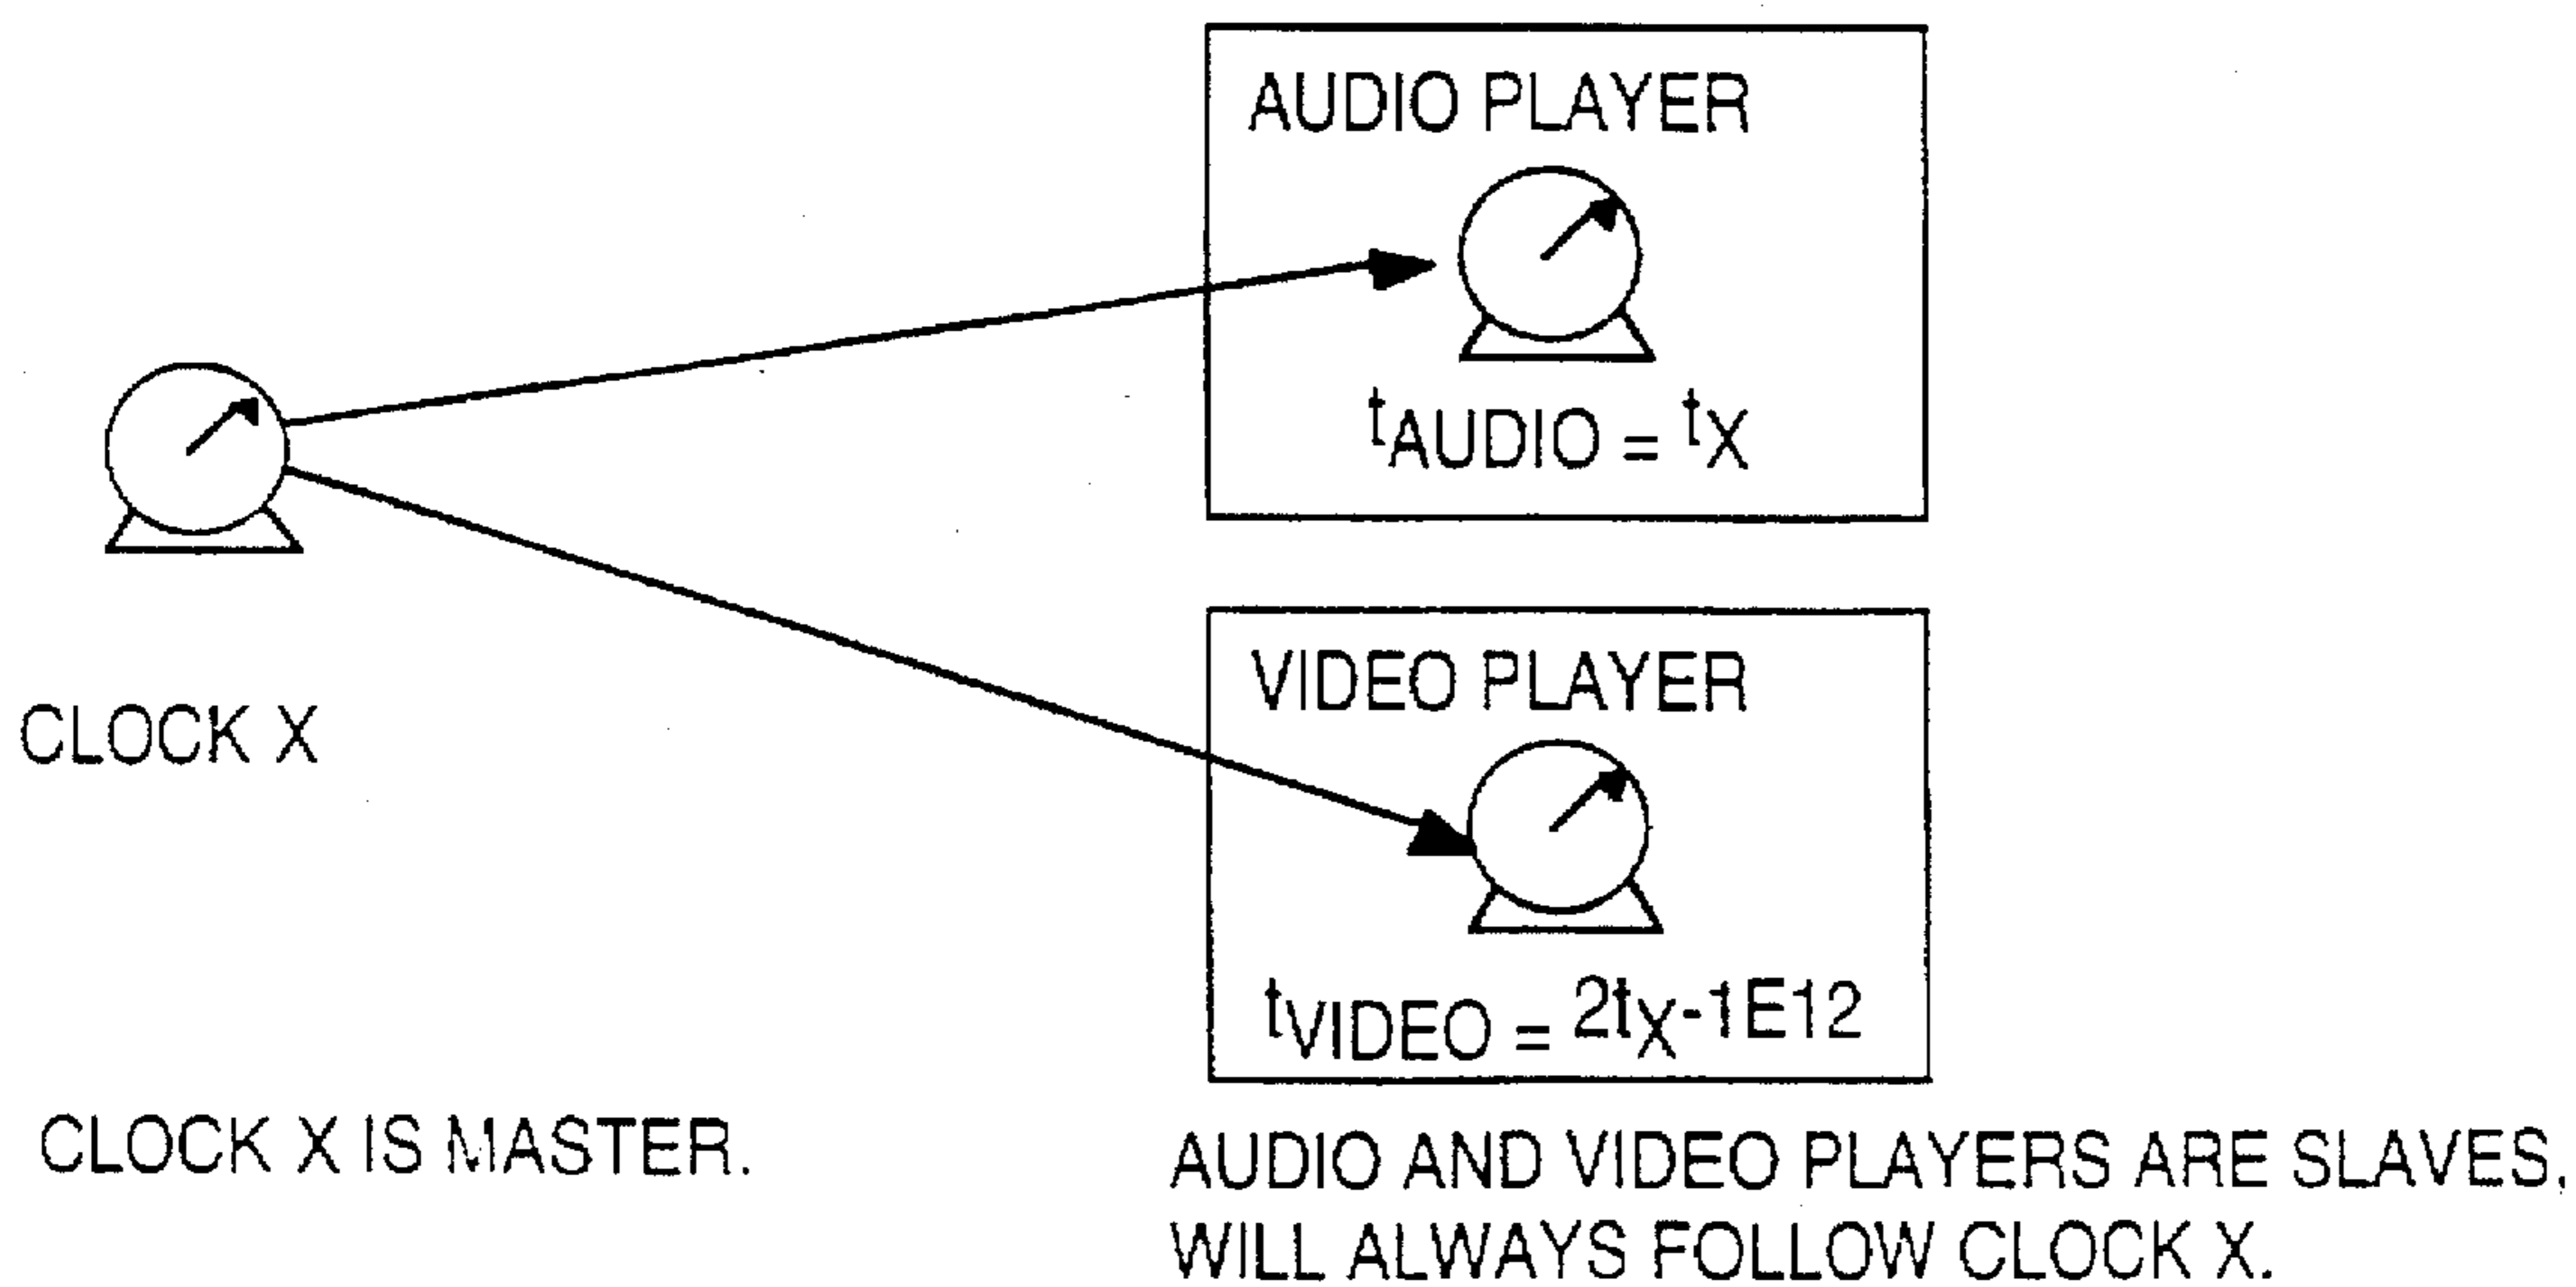 AUDIO PLAYER
tAUDIO = tX
CLOCK X
VIDEO PLAYER
tVIDEO = 2tX-1E12
CLOCK X IS MASTER.
AUDIO AND VIDEO PLAYERS ARE SLAVES,
WILL ALWAYS FOLLOW CLOCK X.